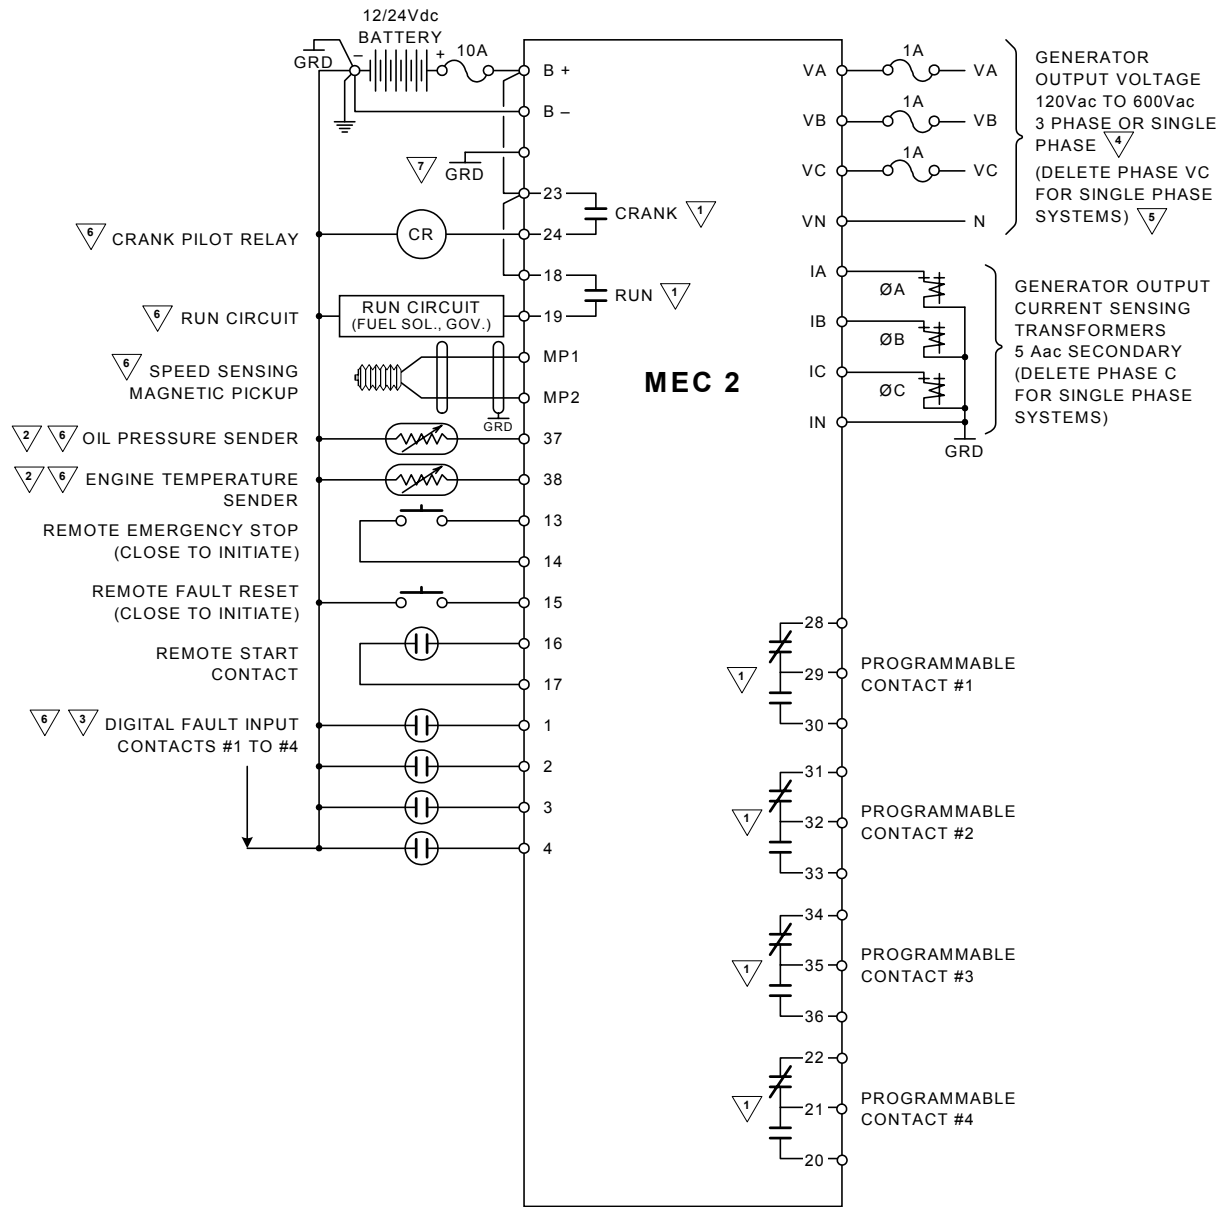 12/24Vdc
BATTERY
GRD
–
+
10A
B +
B –
7
GRD
23
CRANK 1
6 CRANK PILOT RELAY
CR
24
18
RUN 1
6 RUN CIRCUIT
RUN CIRCUIT
(FUEL SOL., GOV.)
19
6 SPEED SENSING
MAGNETIC PICKUP
MP1
MP2
GRD
2 6 OIL PRESSURE SENDER
37
2 6 ENGINE TEMPERATURE
SENDER
38
REMOTE EMERGENCY STOP
(CLOSE TO INITIATE)
13
14
REMOTE FAULT RESET
(CLOSE TO INITIATE)
15
REMOTE START
CONTACT
16
17
6 3 DIGITAL FAULT INPUT
CONTACTS #1 TO #4
1
2
3
4
MEC 2
VA
1A
VA
VB
1A
VB
VC
1A
VC
VN
N
GENERATOR
OUTPUT VOLTAGE
120Vac TO 600Vac
3 PHASE OR SINGLE
PHASE 4
(DELETE PHASE VC
FOR SINGLE PHASE
SYSTEMS) 5
IA
ØA
IB
ØB
IC
ØC
IN
GRD
GENERATOR OUTPUT
CURRENT SENSING
TRANSFORMERS
5 Aac SECONDARY
(DELETE PHASE C
FOR SINGLE PHASE
SYSTEMS)
28
1
29
30
PROGRAMMABLE
CONTACT #1
31
1
32
33
PROGRAMMABLE
CONTACT #2
34
1
35
36
PROGRAMMABLE
CONTACT #3
22
1
21
20
PROGRAMMABLE
CONTACT #4